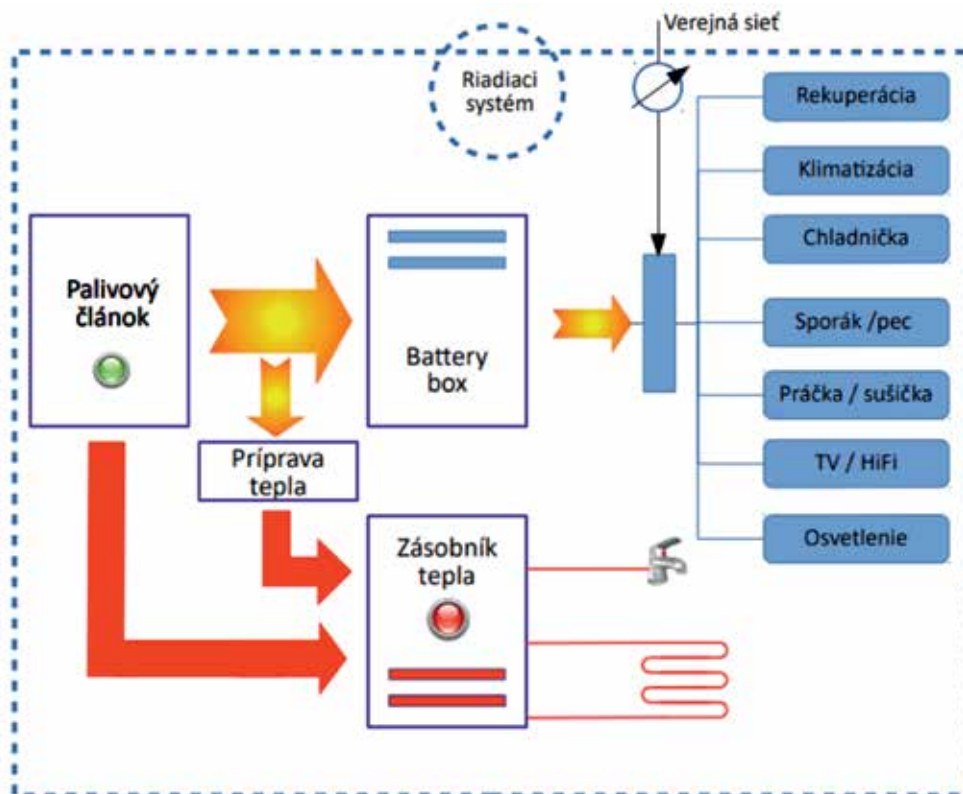 Verejná sieť
Riadiaci
systém
Rekuperácia
Klimatizácia
Chladnička
Sporák /pec
Práčka / sušička
TV / HiFi
Osvetlenie
Palivový
článok
Battery
box
Príprava
tepla
Zásobník
tepla